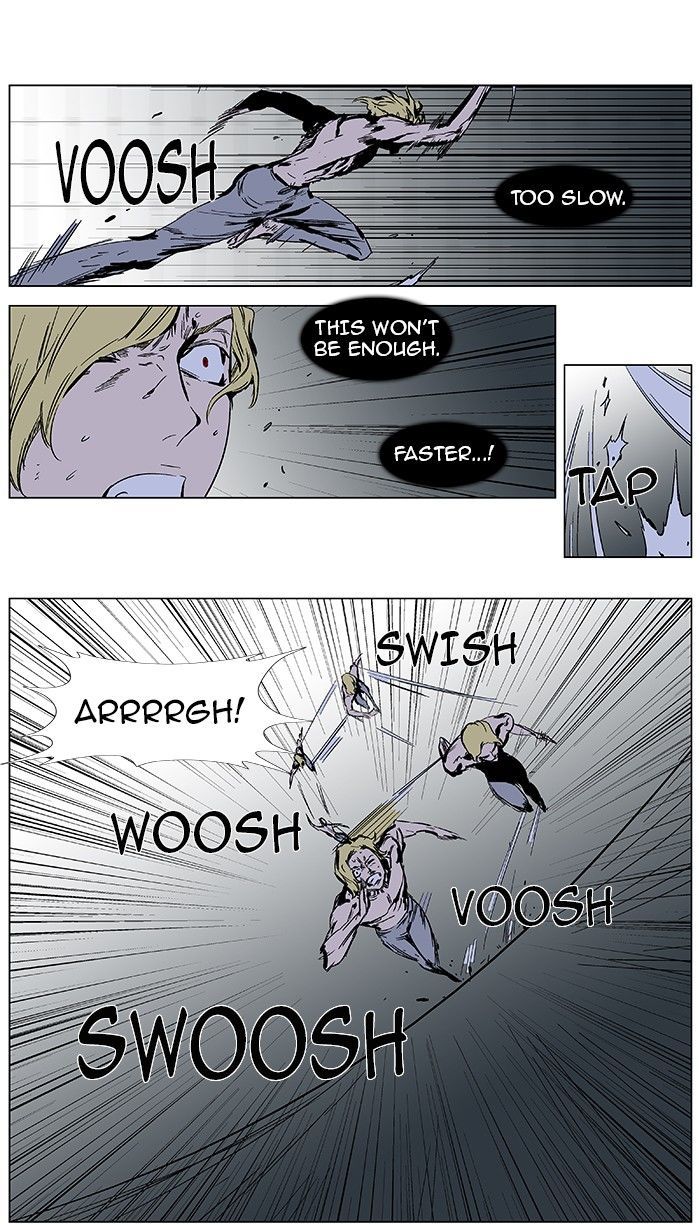 VOOSH
TOO SLOW.
THIS WON'T
BE ENOUGH.
FASTER...!
TAP
SWISH
ARRRRGH!
WOOSH
VOOSH
SWOOSH